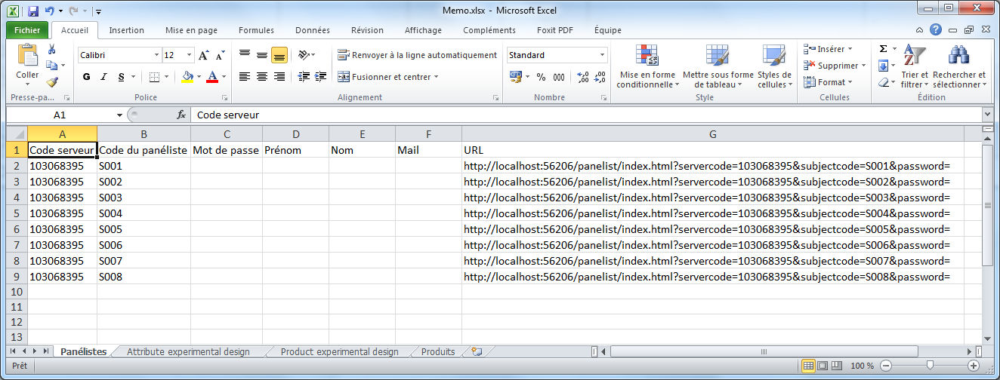 Memo.xlsx - Microsoft Excel
Fichier Accueil Insertion Mise en page Formules Données Révision Affichage Compléments Foxit PDF Équipe
Coller
Presse-pa...
Calibri 12
G I S
Police
Renvoyer à la ligne automatiquement
Fusionner et centrer
Alignement
Standard
% 000
Nombre
Mise en forme conditionnelle
Mettre sous forme de tableau
Styles de cellules
Style
Insérer
Supprimer
Format
Cellules
Trier et filtrer
Rechercher et sélectionner
Édition
A1 fx Code serveur
A B C D E F G
1 Code serveur Code du panéliste Mot de passe Prénom Nom Mail URL
2 103068395 S001 http://localhost:56206/panelist/index.html?servercode=103068395&subjectcode=S001&password=
3 103068395 S002 http://localhost:56206/panelist/index.html?servercode=103068395&subjectcode=S002&password=
4 103068395 S003 http://localhost:56206/panelist/index.html?servercode=103068395&subjectcode=S003&password=
5 103068395 S004 http://localhost:56206/panelist/index.html?servercode=103068395&subjectcode=S004&password=
6 103068395 S005 http://localhost:56206/panelist/index.html?servercode=103068395&subjectcode=S005&password=
7 103068395 S006 http://localhost:56206/panelist/index.html?servercode=103068395&subjectcode=S006&password=
8 103068395 S007 http://localhost:56206/panelist/index.html?servercode=103068395&subjectcode=S007&password=
9 103068395 S008 http://localhost:56206/panelist/index.html?servercode=103068395&subjectcode=S008&password=
10
11
12
13
Panélistes Attribute experimental design Product experimental design Produits
Prêt 100 %